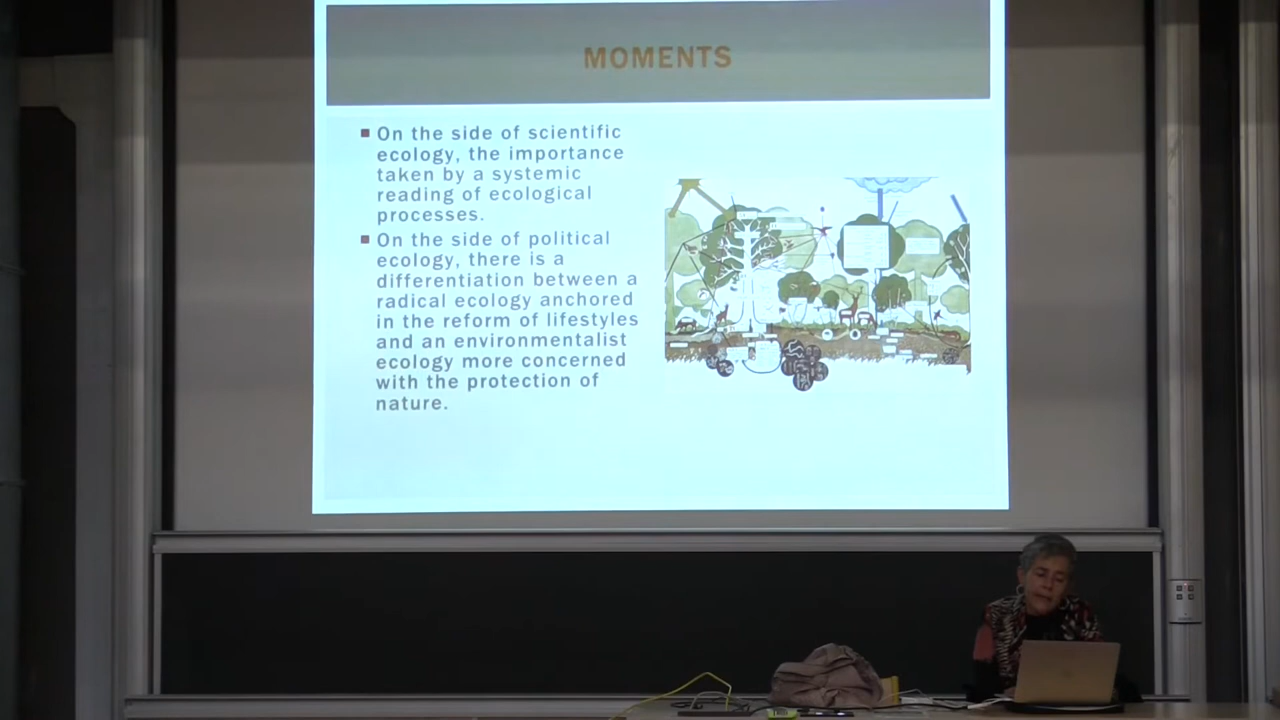 MOMENTS
On the side of scientific
ecology, the importance
taken by a systemic
reading of ecological
processes.
On the side of political
ecology, there is a
differentiation between a
radical ecology anchored
in the reform of lifestyles
and an environmentalist
ecology more concerned
with the protection of
nature.